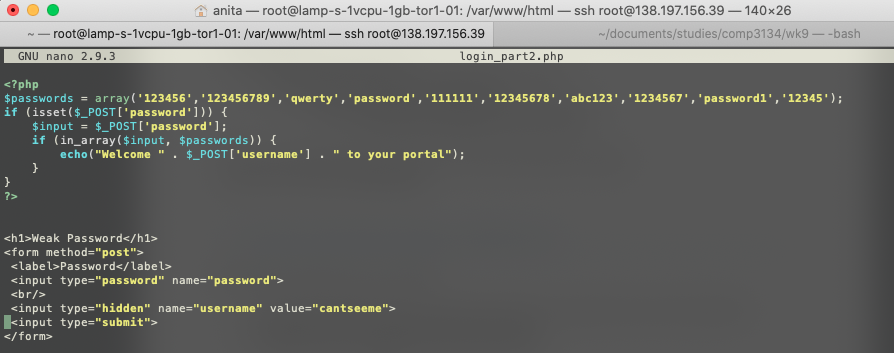 anita — root@lamp-s-1vcpu-1gb-tor1-01: /var/www/html — ssh root@138.197.156.39 — 140×26
~ — root@lamp-s-1vcpu-1gb-tor1-01: /var/www/html — ssh root@138.197.156.39
~/documents/studies/comp3134/wk9 — -bash
GNU nano 2.9.3 login_part2.php
<?php
$passwords = array('123456','123456789','qwerty','password','111111','12345678','abc123','1234567','password1','12345');
if (isset($_POST['password'])) {
    $input = $_POST['password'];
    if (in_array($input, $passwords)) {
        echo("Welcome " . $_POST['username'] . " to your portal");
    }
}
?>
<h1>Weak Password</h1>
<form method="post">
 <label>Password</label>
 <input type="password" name="password">
 <br/>
 <input type="hidden" name="username" value="cantseeme">
 <input type="submit">
</form>